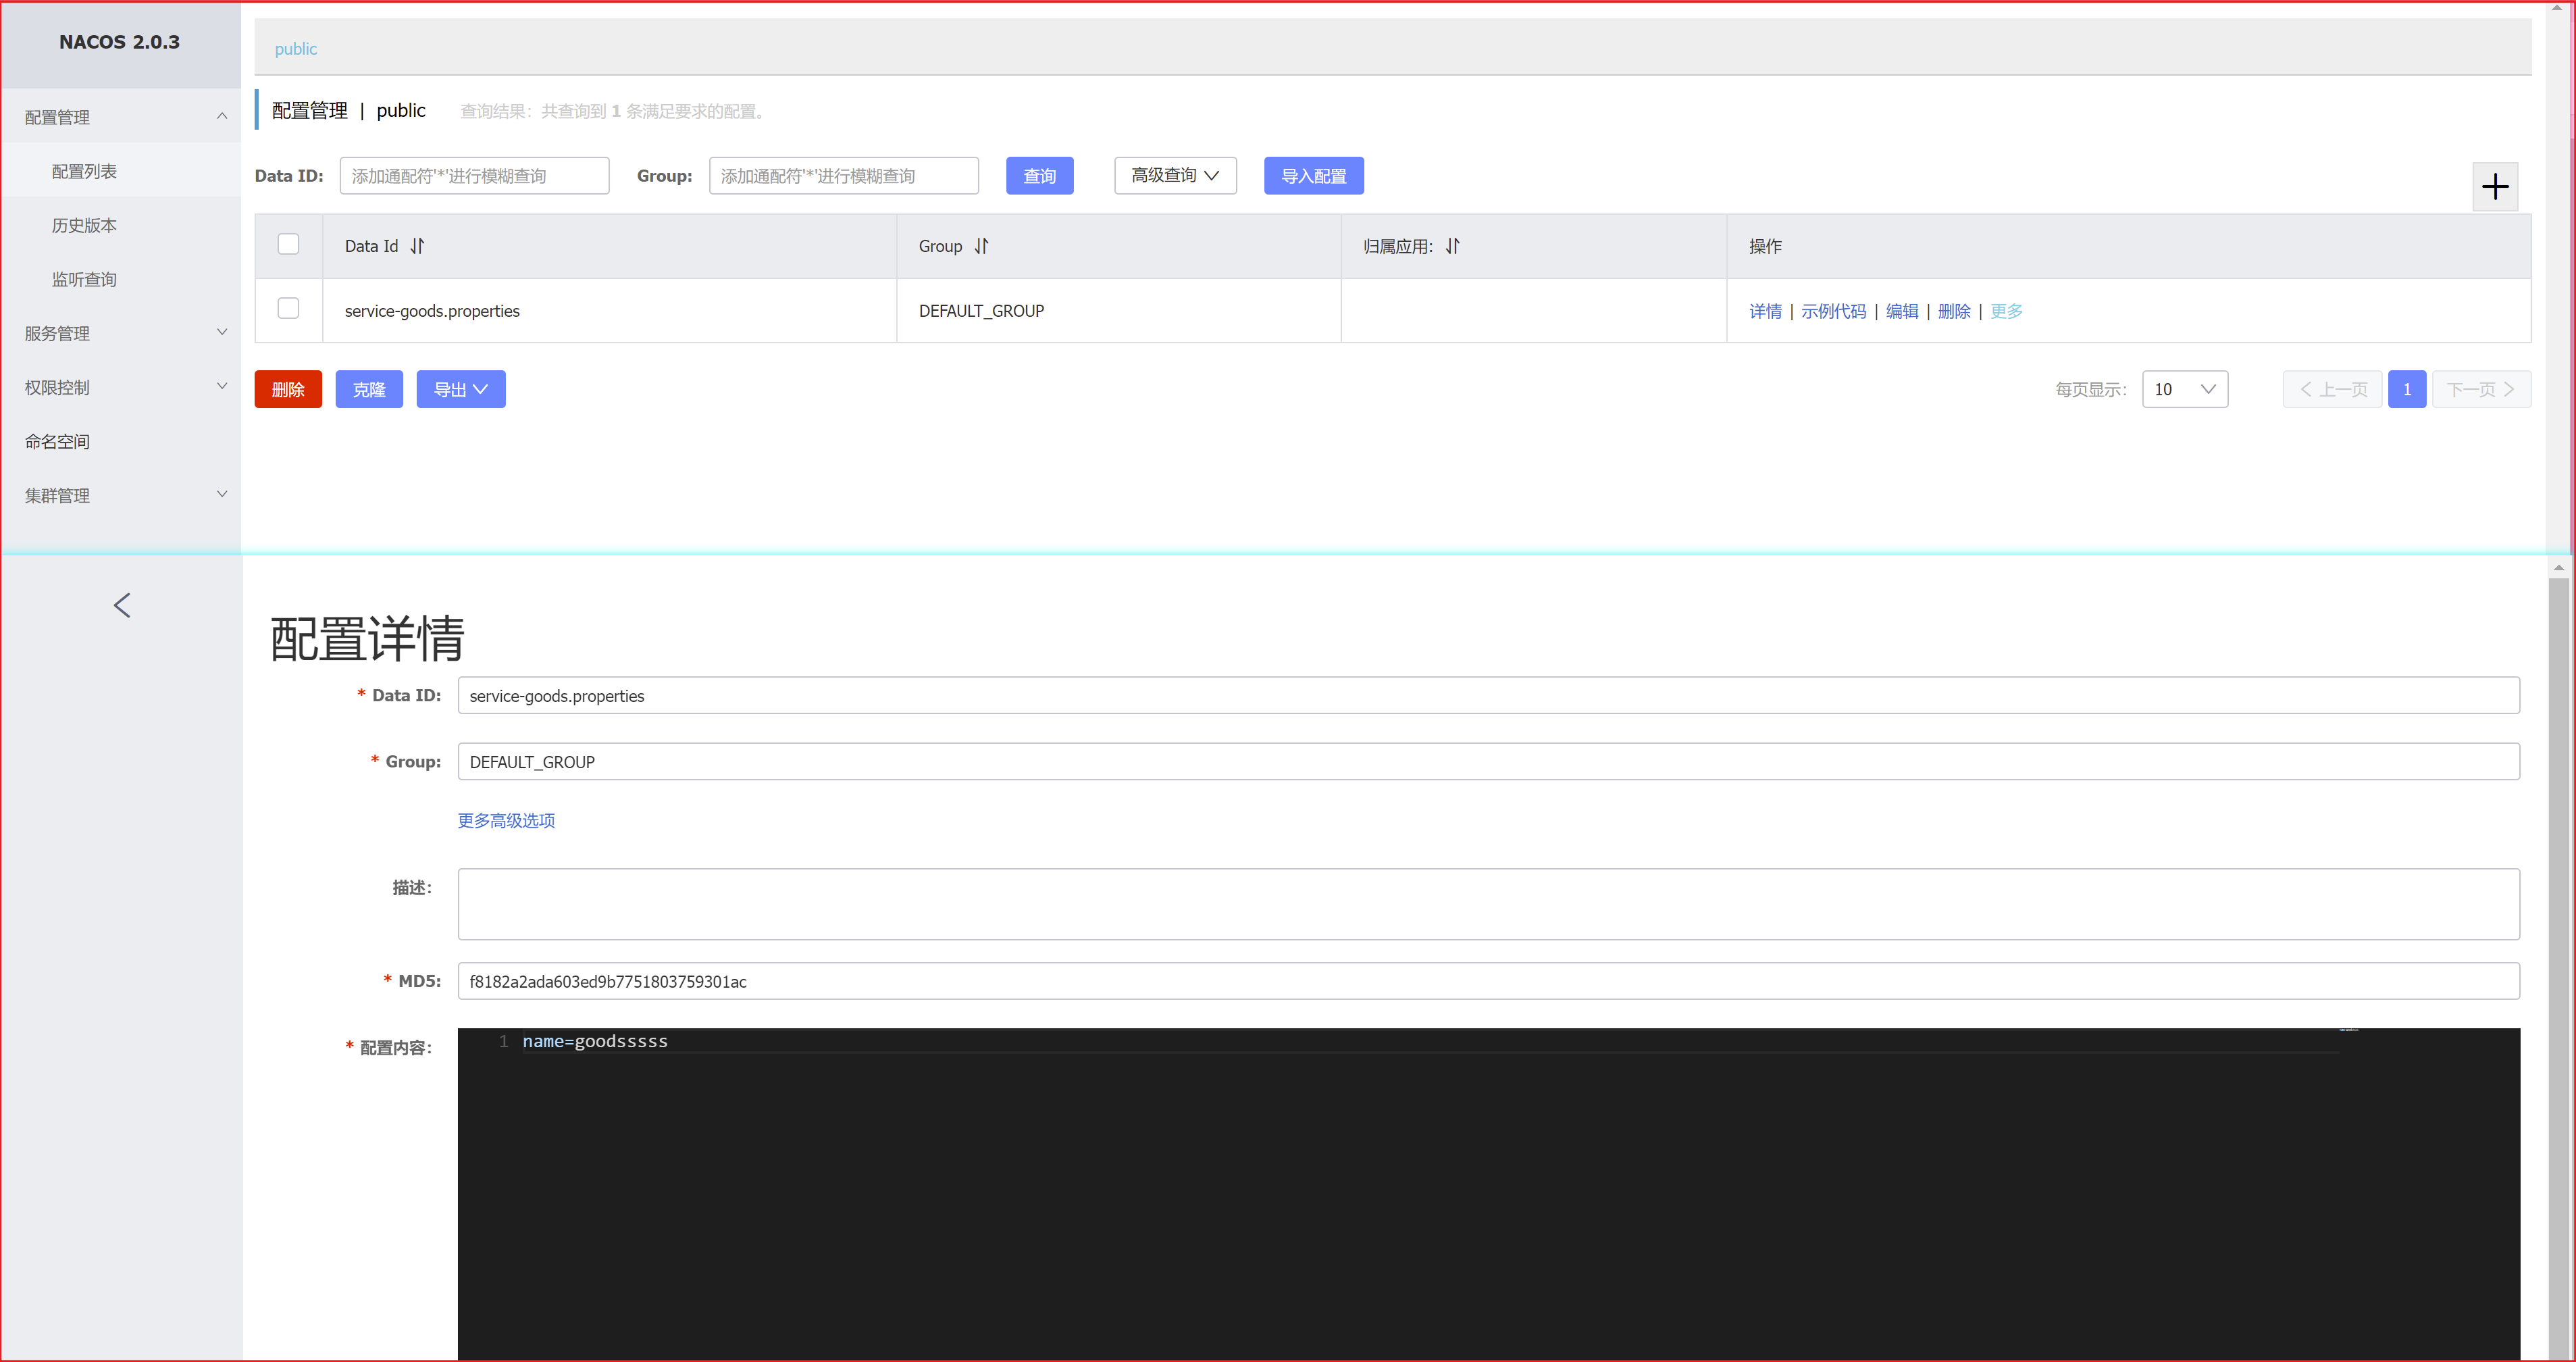 NACOS 2.0.3
public
配置管理
配置管理 | public 查询结果：共查询到 1 条满足要求的配置。
配置列表
Data ID: 添加通配符'*'进行模糊查询 Group: 添加通配符'*'进行模糊查询 查询 高级查询 导入配置
历史版本
Data Id Group 归属应用: 操作
监听查询
service-goods.properties DEFAULT_GROUP 详情 | 示例代码 | 编辑 | 删除 | 更多
服务管理
权限控制
删除 克隆 导出 每页显示: 10 上一页 1 下一页
命名空间
集群管理
配置详情
* Data ID: service-goods.properties
* Group: DEFAULT_GROUP
更多高级选项
描述:
* MD5: f8182a2ada603ed9b7751803759301ac
* 配置内容: 1 name=goodsssss